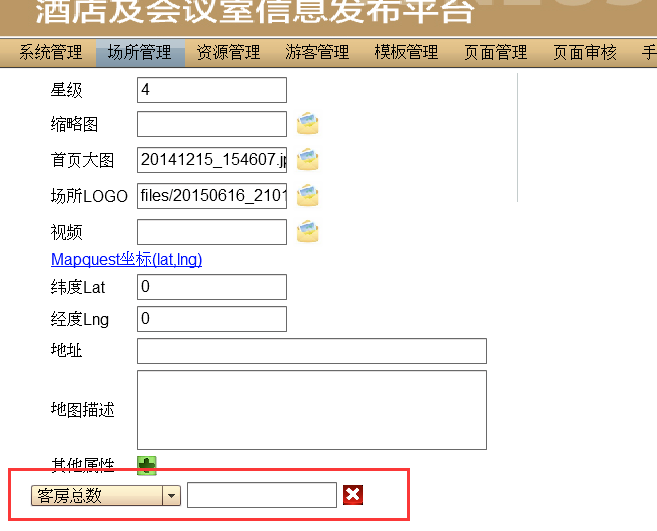 酒店及会议室信息发布平台
系统管理 场所管理 资源管理 游客管理 模板管理 页面管理 页面审核 手
星级 4
缩略图
首页大图 20141215_154607.jp
场所LOGO files/20150616_2101
视频
Mapquest坐标(lat,lng)
纬度Lat 0
经度Lng 0
地址
地图描述
其他属性
客房总数